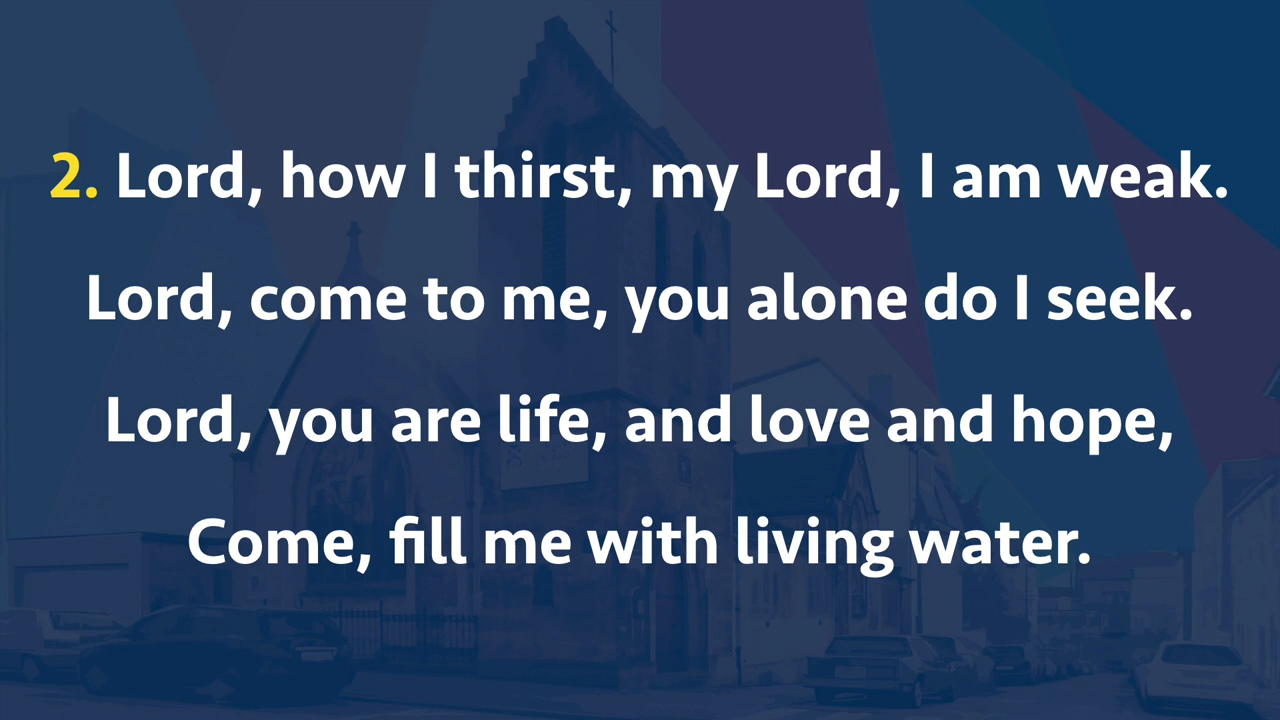 2. Lord, how I thirst, my Lord, I am weak.
Lord, come to me, you alone do I seek.
Lord, you are life, and love and hope,
Come, fill me with living water.